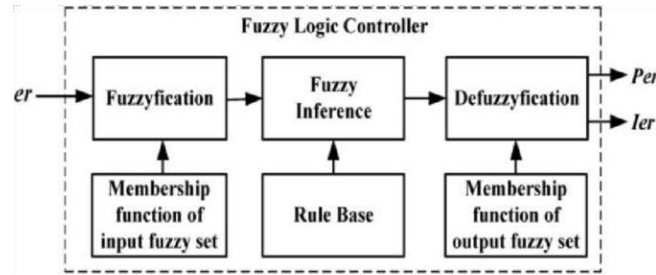 Fuzzy Logic Controller
er
Fuzzyfication
Fuzzy
Inference
Defuzzyfication
Per
Ier
Membership
function of
input fuzzy set
Rule Base
Membership
function of
output fuzzy set